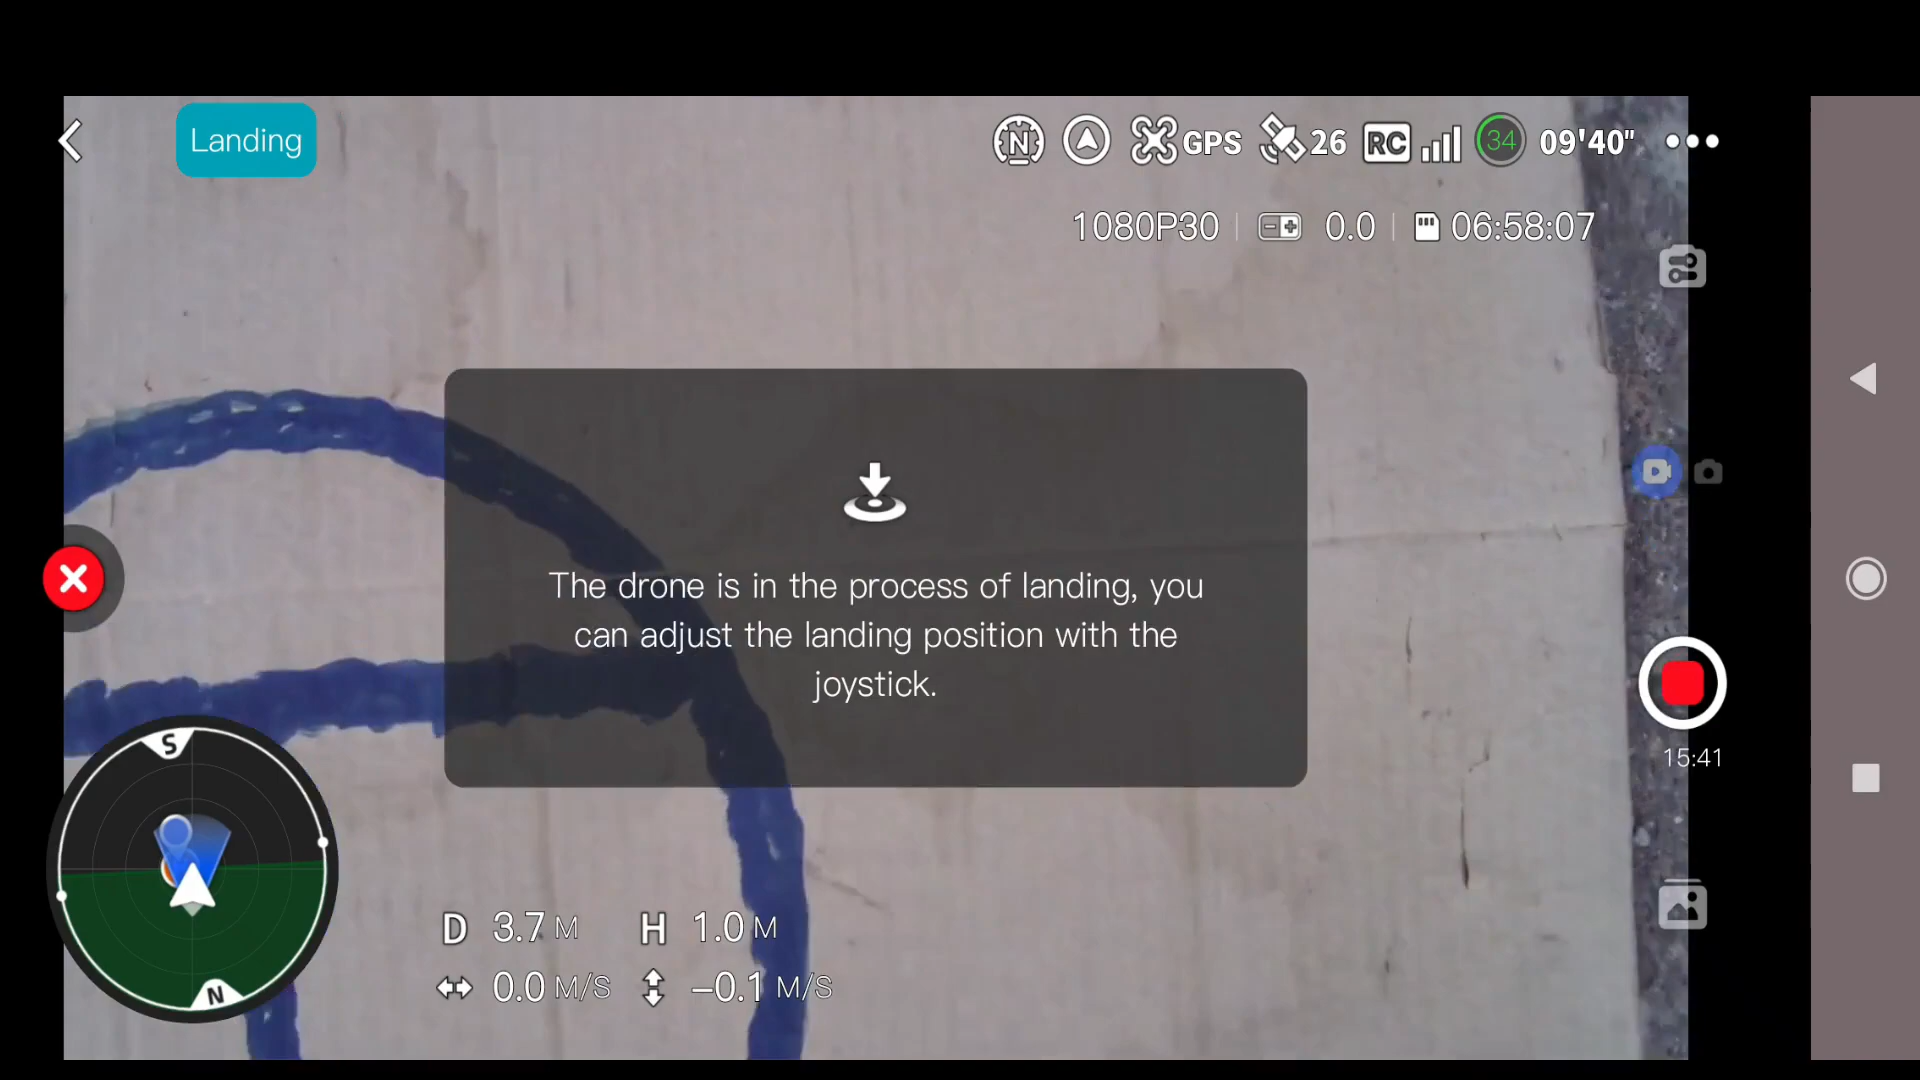 Landing
N
GPS
26
RC
34
09'40"
1080P30
0.0
06:58:07
The drone is in the process of landing, you
can adjust the landing position with the
joystick.
15:41
S
N
D 3.7 M H 1.0 M
0.0 M/S -0.1 M/S